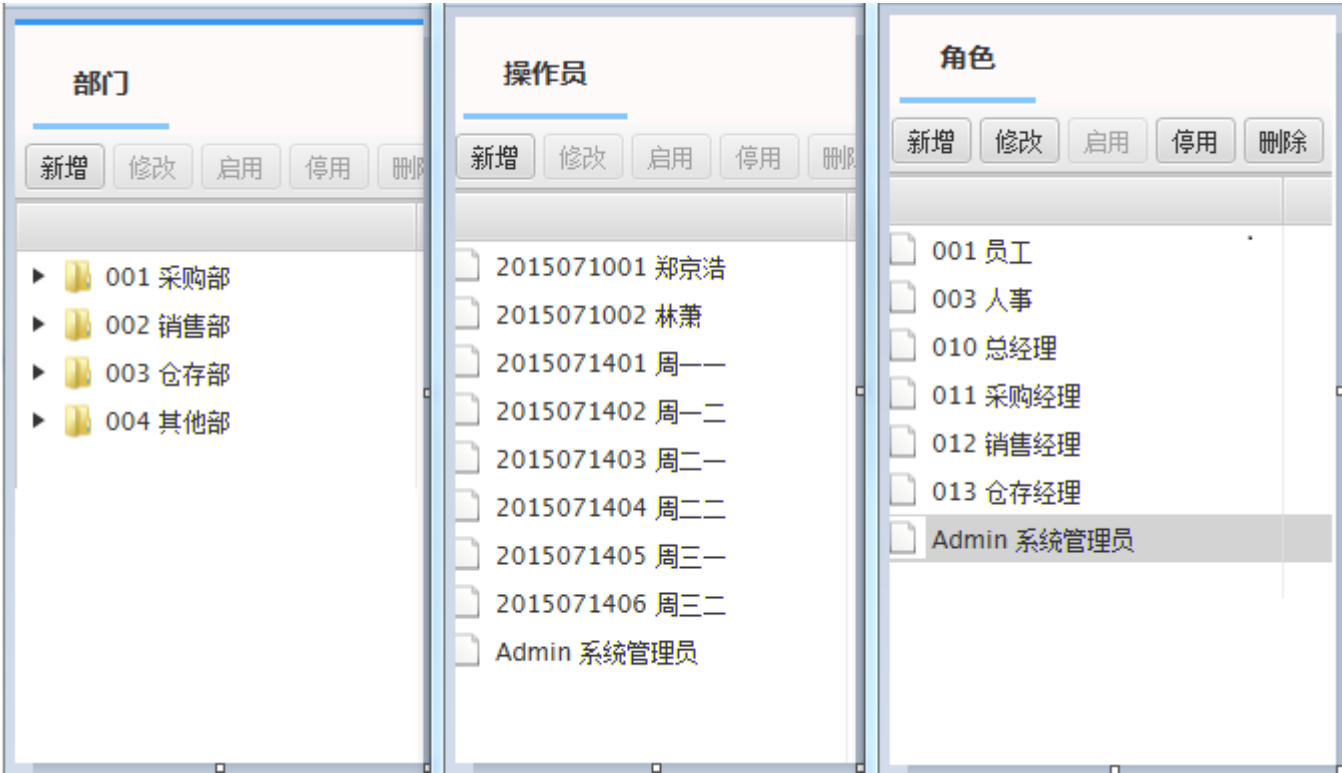 部门
新增 修改 启用 停用
001 采购部
002 销售部
003 仓存部
004 其他部
操作员
新增 修改 启用 停用
2015071001 郑京浩
2015071002 林萧
2015071401 周一一
2015071402 周一二
2015071403 周二一
2015071404 周二二
2015071405 周三一
2015071406 周三二
Admin 系统管理员
角色
新增 修改 启用 停用 删除
001 员工
003 人事
010 总经理
011 采购经理
012 销售经理
013 仓存经理
Admin 系统管理员